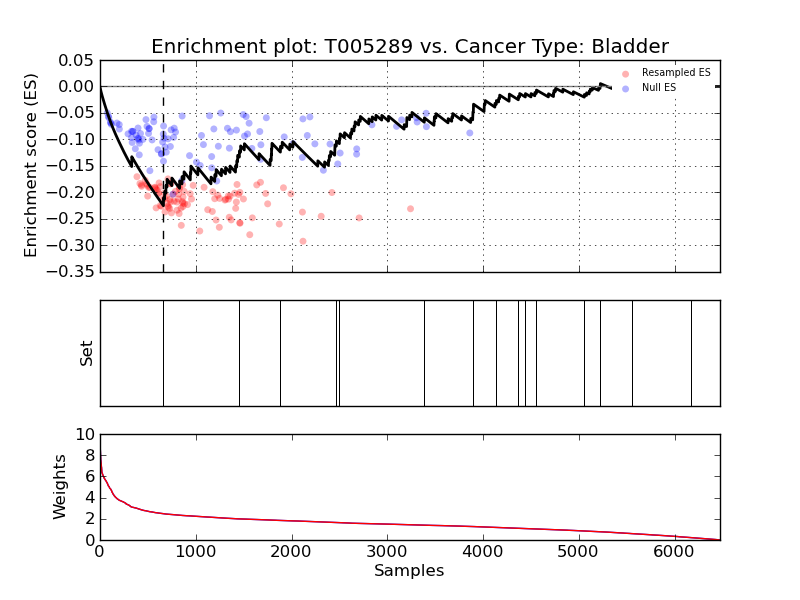 Enrichment plot: T005289 vs. Cancer Type: Bladder
Enrichment score (ES)
0.05
0.00
−0.05
−0.10
−0.15
−0.20
−0.25
−0.30
−0.35
Resampled ES
Null ES
Set
Weights
10
8
6
4
2
0
0 1000 2000 3000 4000 5000 6000
Samples